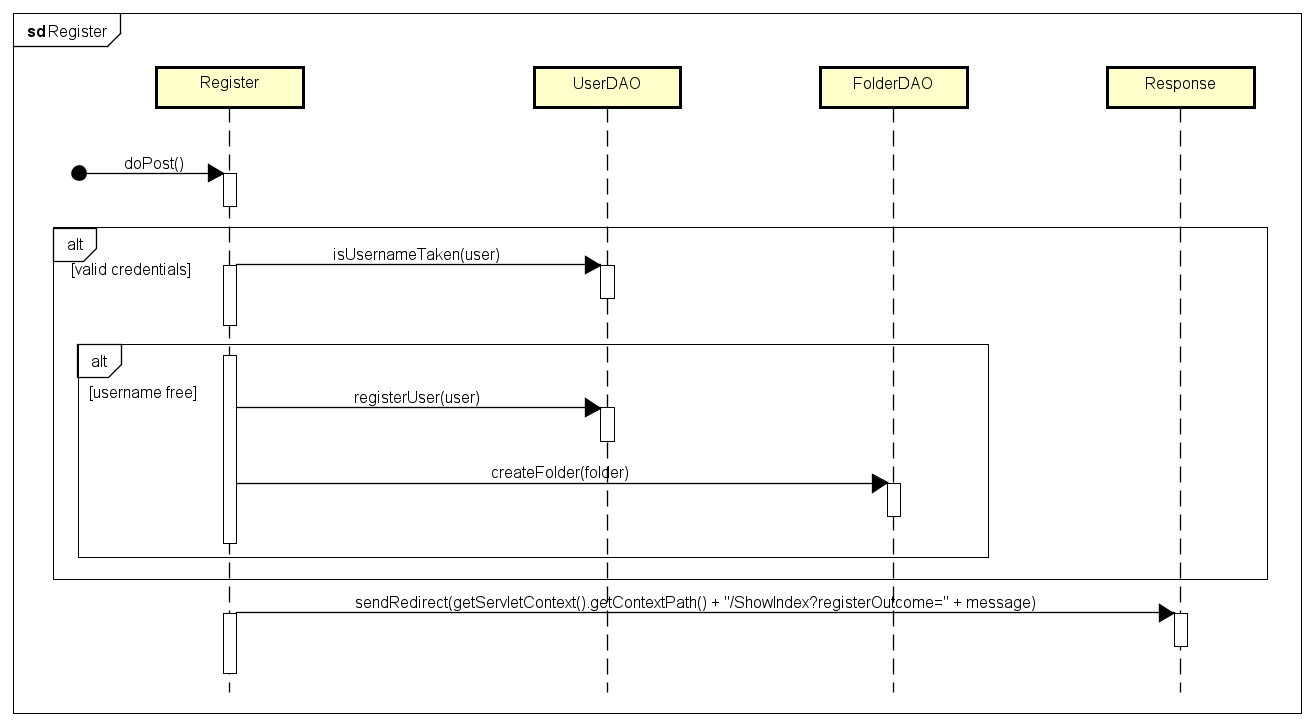 sd Register
Register
UserDAO
FolderDAO
Response
doPost()
alt
isUsernameTaken(user)
[valid credentials]
alt
[username free]
registerUser(user)
createFolder(folder)
sendRedirect(getServletContext().getContextPath() + "/ShowIndex?registerOutcome=" + message)